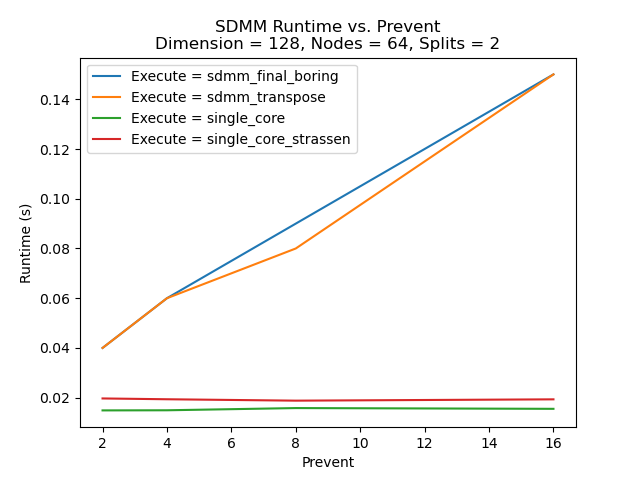 SDMM Runtime vs. Prevent
Dimension = 128, Nodes = 64, Splits = 2
Execute = sdmm_final_boring
Execute = sdmm_transpose
Execute = single_core
Execute = single_core_strassen
Runtime (s)
0.14
0.12
0.10
0.08
0.06
0.04
0.02
2 4 6 8 10 12 14 16
Prevent